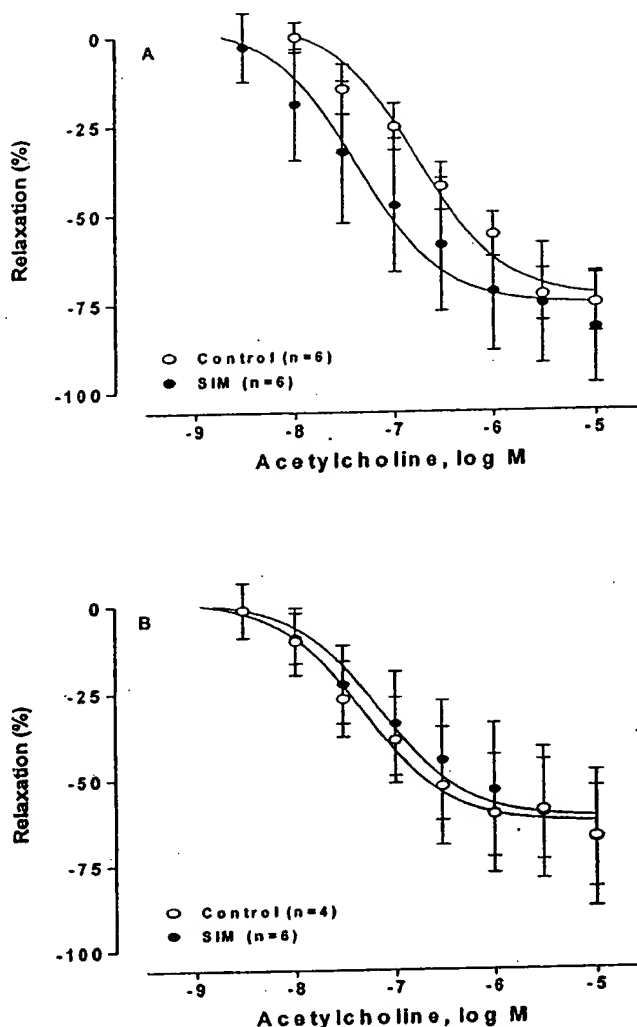 A
0
-25
-50
-75
-100
Relaxation (%)
Control (n=6)
SIM (n=6)
-9 -8 -7 -6 -5
Acetylcholine, log M
B
0
-25
-50
-75
-100
Relaxation (%)
Control (n=4)
SIM (n=6)
-9 -8 -7 -6 -5
Acetylcholine, log M